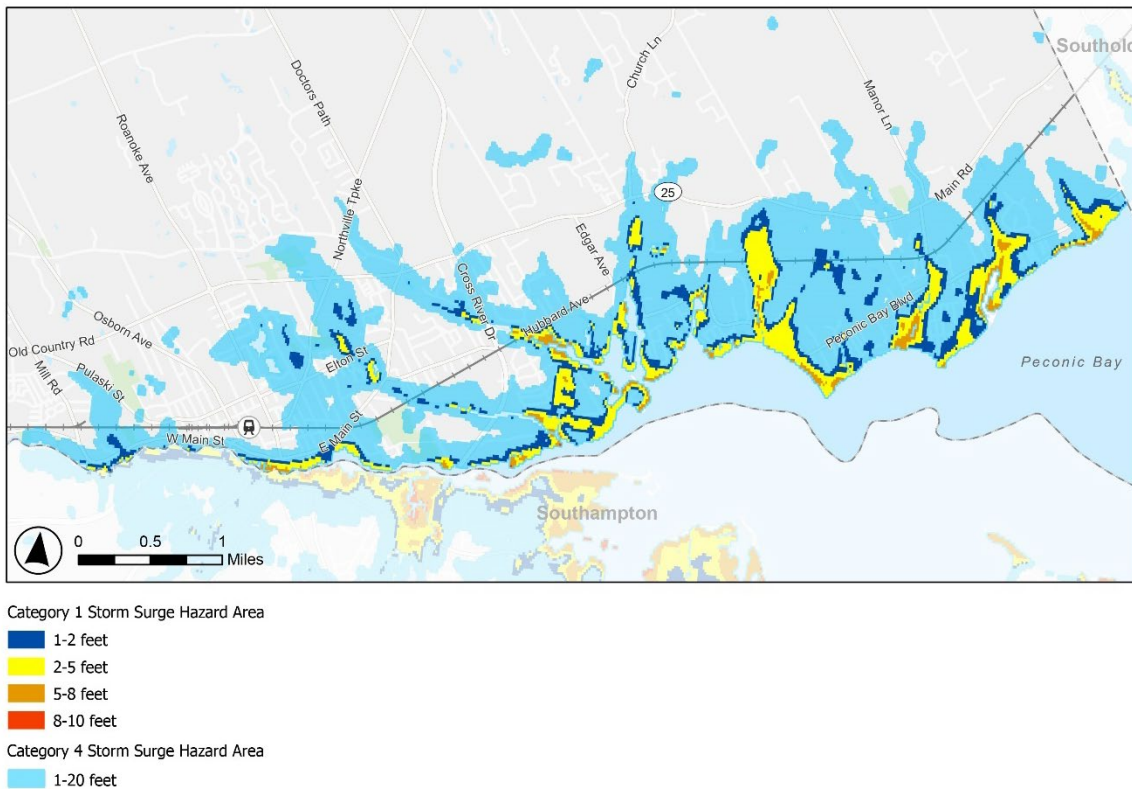 Southold
Church Ln
Doctors Path
Manor Ln
Roanoke Ave
Main Rd
25
Northville Tpke
Edgar Ave
Cross River Dr
Hubbard Ave
Osborn Ave
Peconic Bay Blvd
Old Country Rd
Elton St
Peconic Bay
Mill Rd
Pulaski St
E Main St
W Main St
Southampton
0 0.5 1
Miles
Category 1 Storm Surge Hazard Area
1-2 feet
2-5 feet
5-8 feet
8-10 feet
Category 4 Storm Surge Hazard Area
1-20 feet